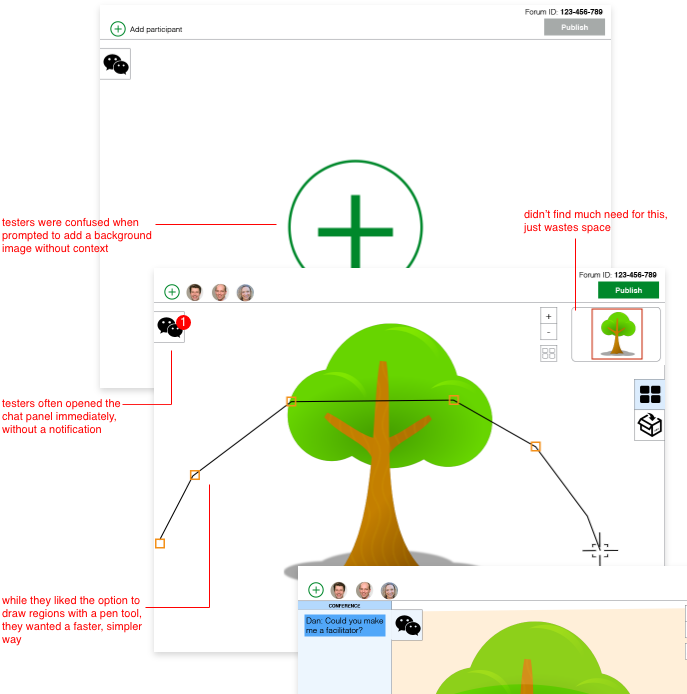 Forum ID: 123-456-789
Add participant
Publish
testers were confused when
prompted to add a background
image without context
didn't find much need for this,
just wastes space
Forum ID: 123-456-789
Publish
1
+
-
testers often opened the
chat panel immediately,
without a notification
while they liked the option to
draw regions with a pen tool,
they wanted a faster, simpler
way
CONFERENCE
Dan: Could you make
me a facilitator?